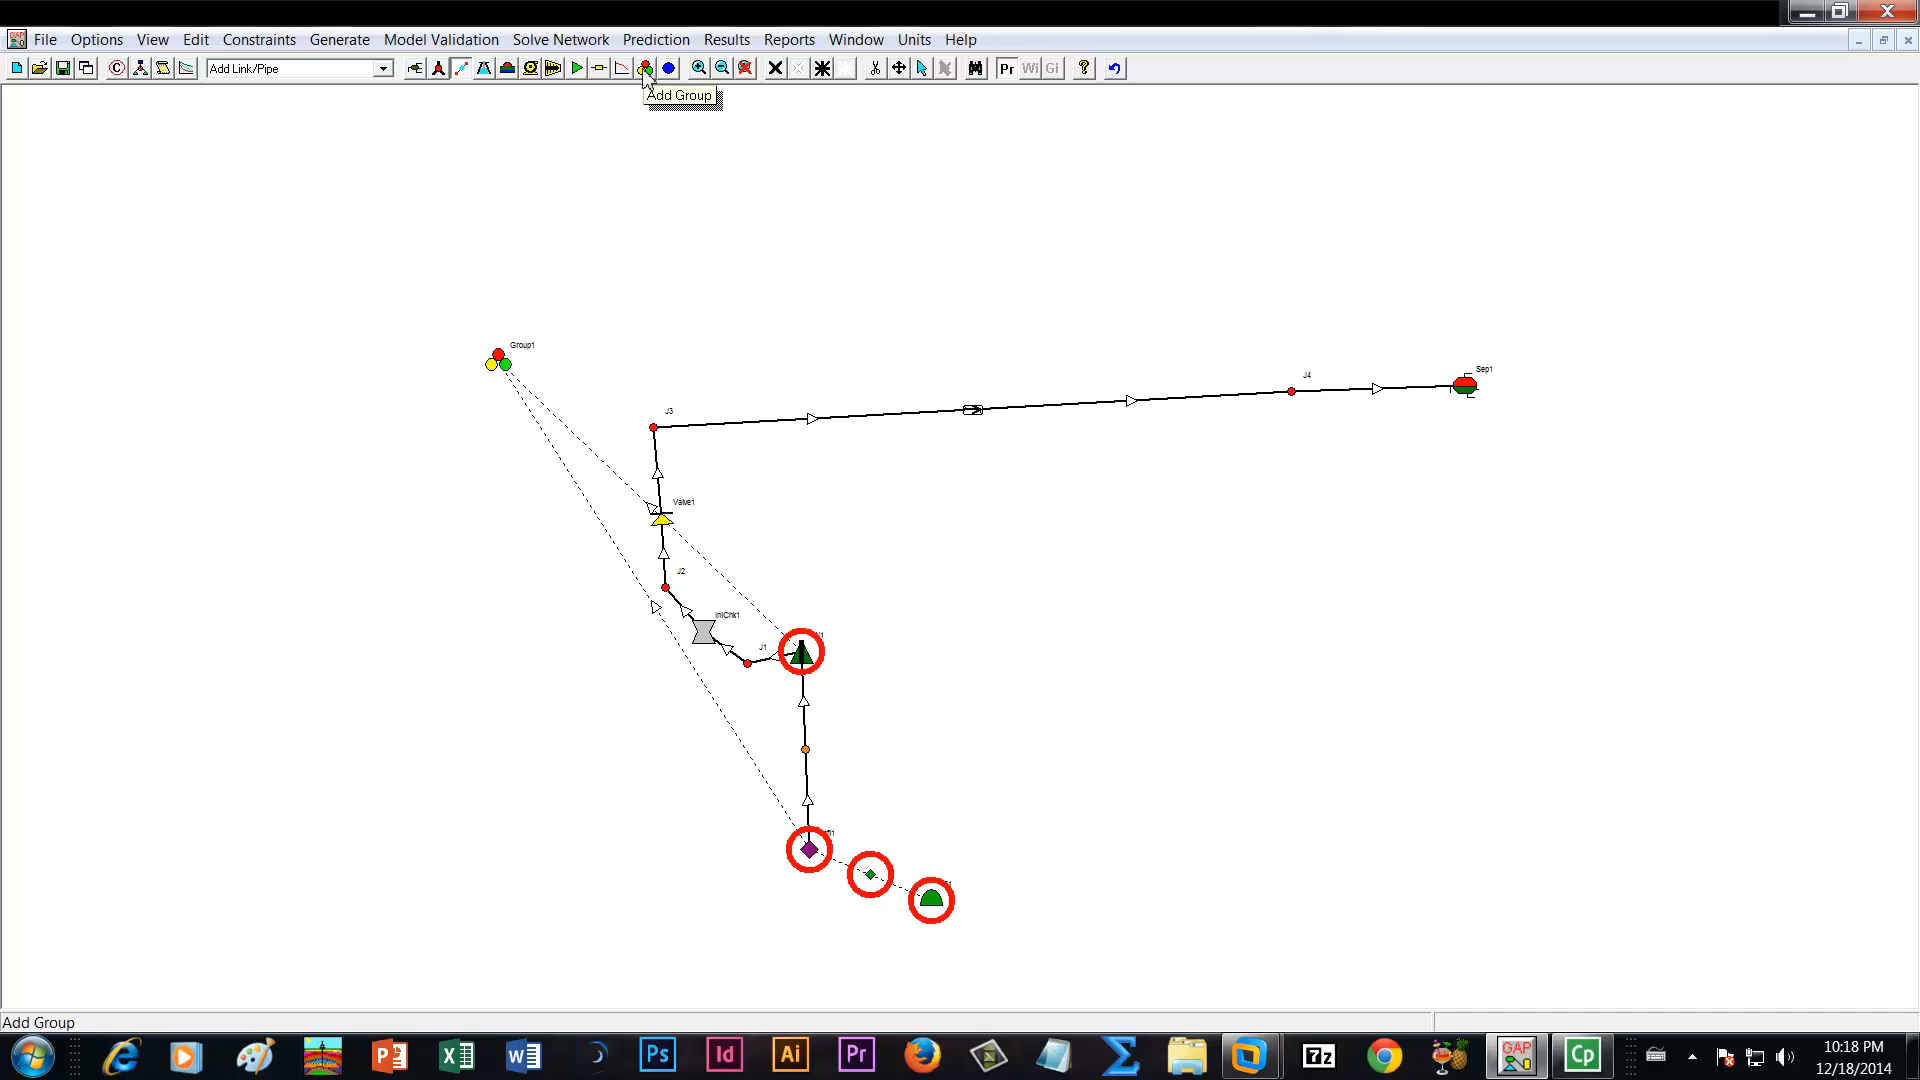 File Options View Edit Constraints Generate Model Validation Solve Network Prediction Results Reports Window Units Help
Add Link/Pipe
Pr Wi Gi
Add Group
Group1
Sep1
J4
J3
Valve1
J2
InlChk1
J1
Add Group
Ps Id Ai Pr 7z GAP Cp
10:18 PM
12/18/2014